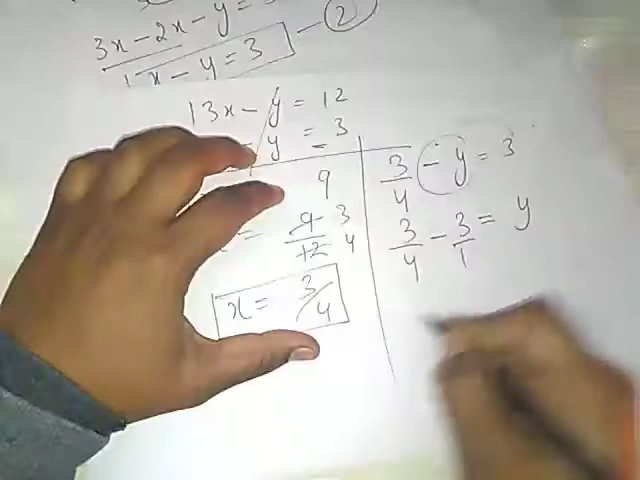 3x - 2x - y = 
1x - y = 3 — 2
13x - y = 12
- y = 3
9
= 9/12 3/4
x = 3/4
3/4 - y = 3
3/4 - 3/1 = y